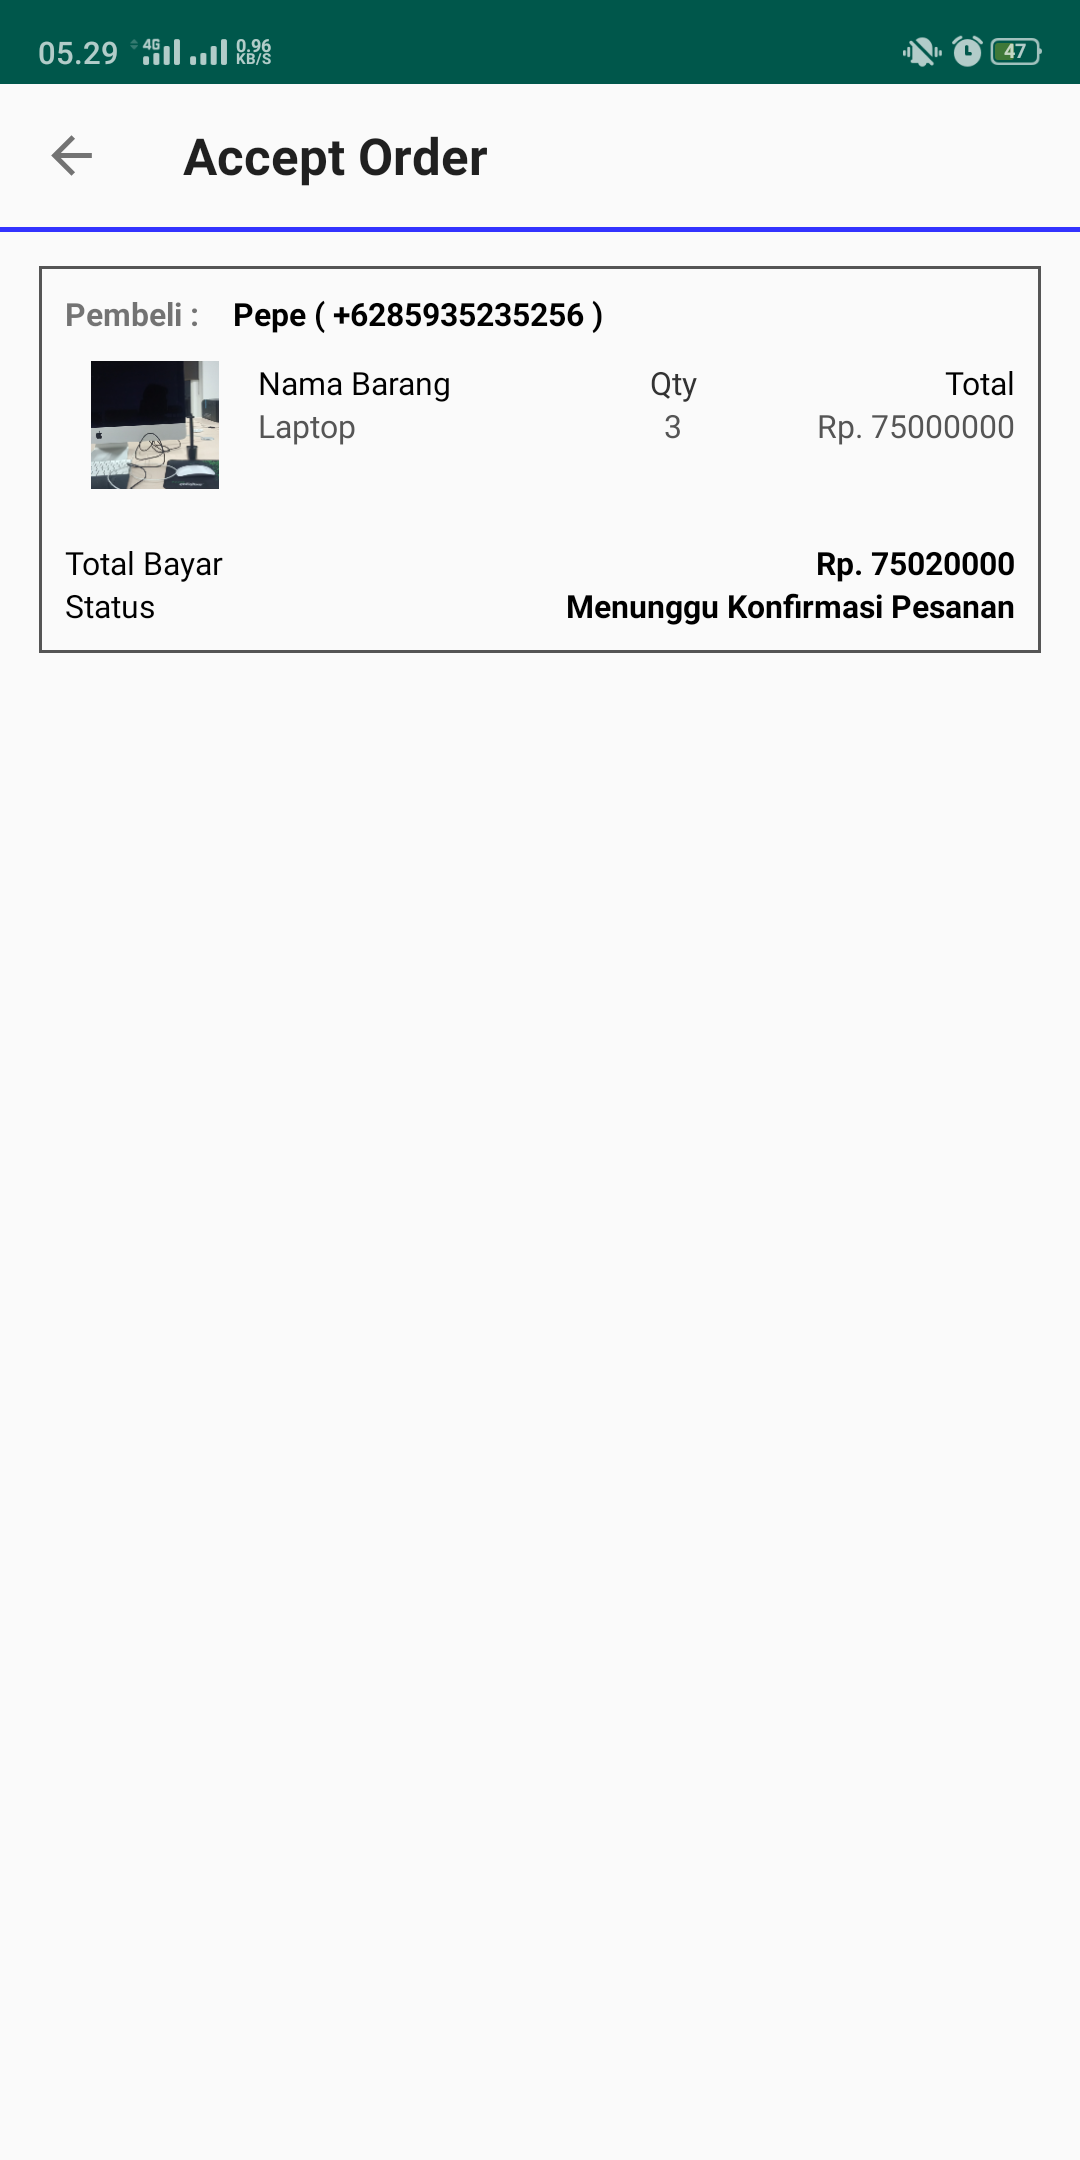 05.29 4G 0.96 KB/S 47
Accept Order
Pembeli : Pepe ( +6285935235256 )
Nama Barang Qty Total
Laptop 3 Rp. 75000000
Total Bayar Rp. 75020000
Status Menunggu Konfirmasi Pesanan